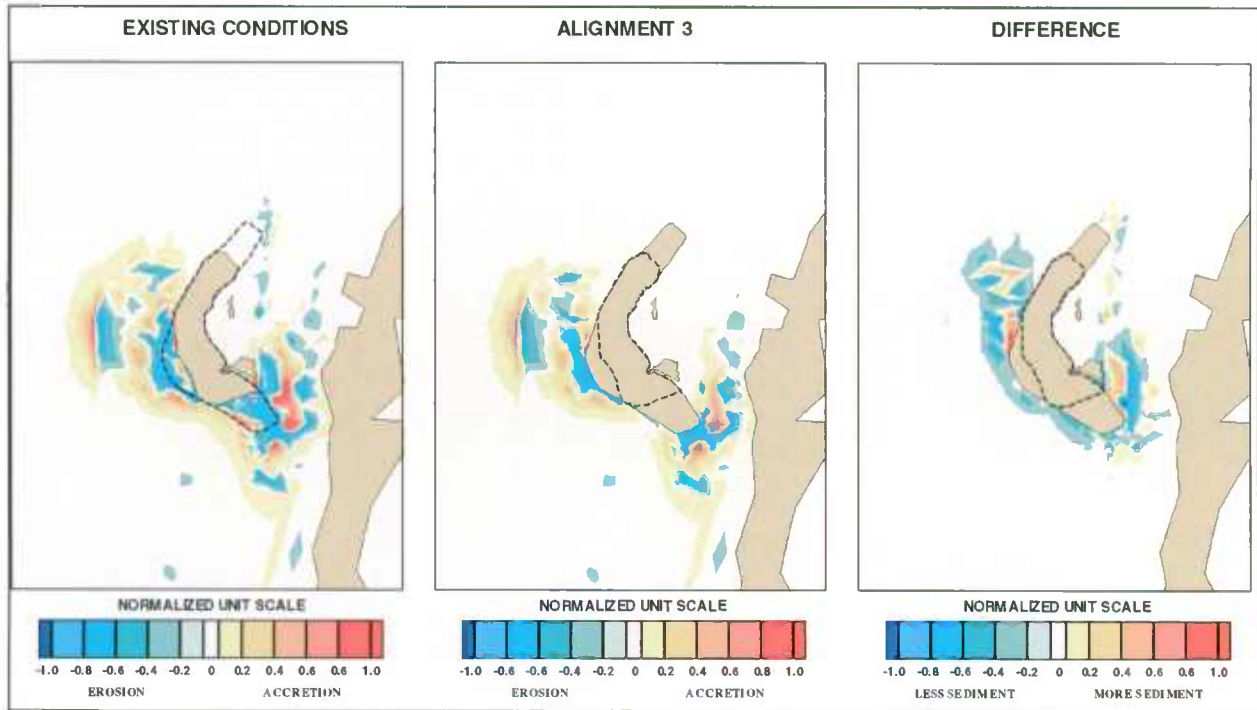 EXISTING CONDITIONS
ALIGNMENT 3
DIFFERENCE
NORMALIZED UNIT SCALE
-1.0 -0.8 -0.6 -0.4 -0.2 0 0.2 0.4 0.6 0.8 1.0
EROSION ACCRETION
NORMALIZED UNIT SCALE
-1.0 -0.8 -0.6 -0.4 -0.2 0 0.2 0.4 0.6 0.8 1.0
EROSION ACCRETION
NORMALIZED UNIT SCALE
-1.0 -0.8 -0.6 -0.4 -0.2 0 0.2 0.4 0.6 0.8 1.0
LESS SEDIMENT MORE SEDIMENT